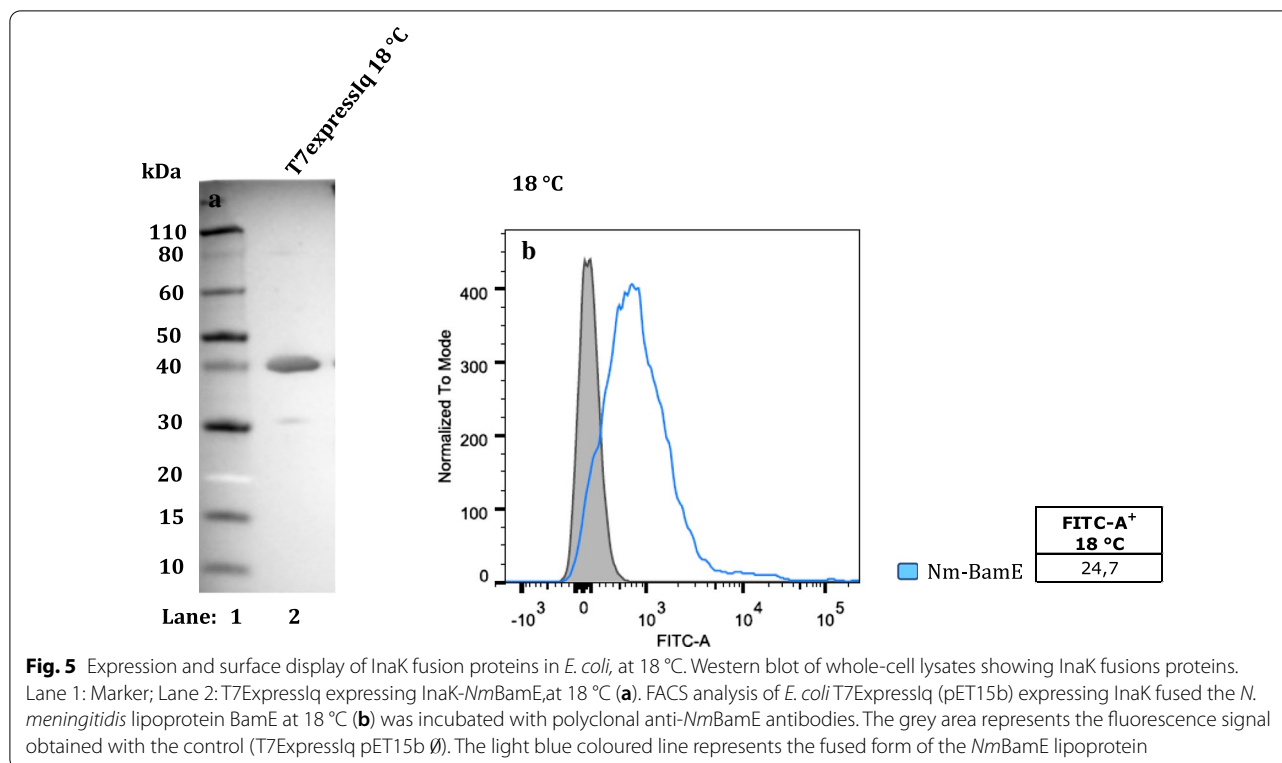 T7expressIq 18 °C
kDa
a
110
80
60
50
40
30
20
15
10
Lane: 1 2
18 °C
b
Normalized To Mode
400
300
200
100
0
-10³ 0 10³ 10⁴ 10⁵
FITC-A
Nm-BamE
FITC-A⁺
18 °C
24,7
Fig. 5 Expression and surface display of InaK fusion proteins in E. coli, at 18 °C. Western blot of whole-cell lysates showing InaK fusions proteins.
Lane 1: Marker; Lane 2: T7ExpressIq expressing InaK-NmBamE,at 18 °C (a). FACS analysis of E. coli T7ExpressIq (pET15b) expressing InaK fused the N.
meningitidis lipoprotein BamE at 18 °C (b) was incubated with polyclonal anti-NmBamE antibodies. The grey area represents the fluorescence signal
obtained with the control (T7ExpressIq pET15b Ø). The light blue coloured line represents the fused form of the NmBamE lipoprotein